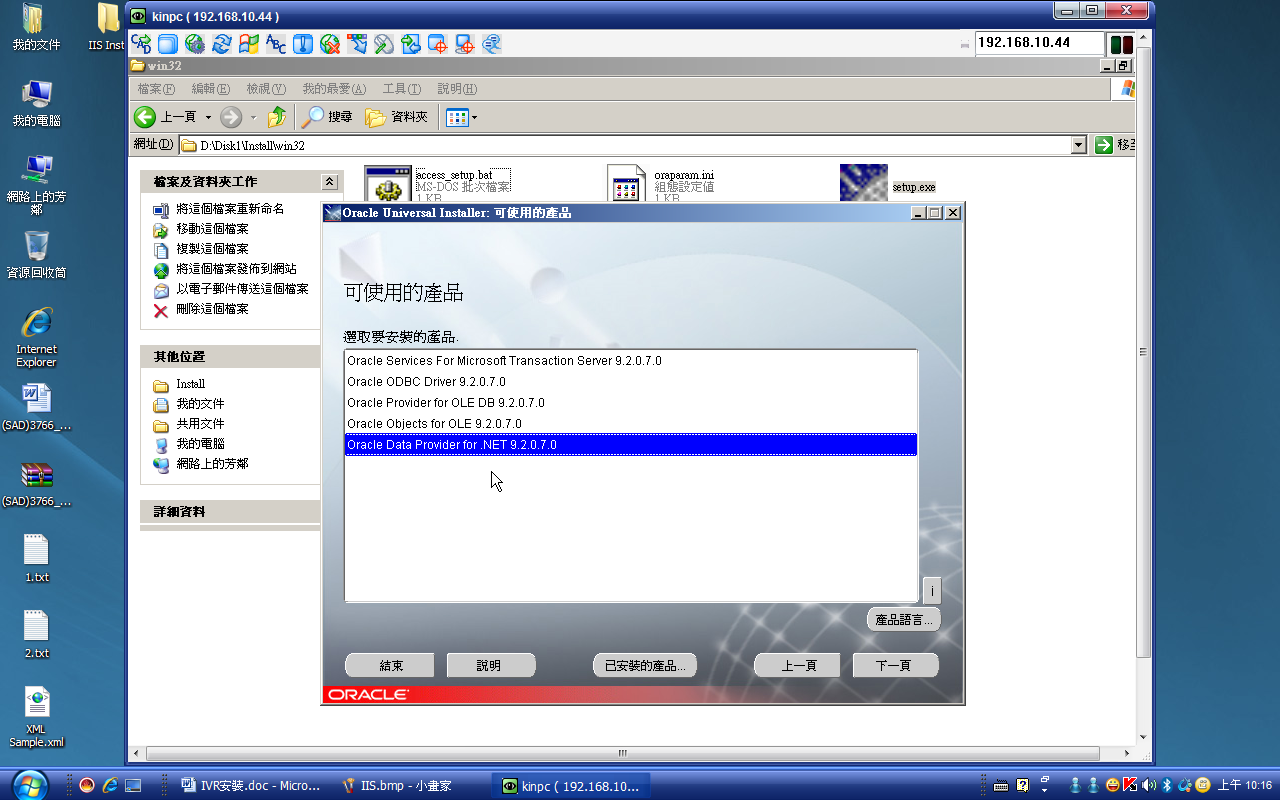 kinpc ( 192.168.10.44 )
192.168.10.44
win32
檔案(F) 編輯(E) 檢視(V) 我的最愛(A) 工具(T) 說明(H)
上一頁 搜尋 資料夾
網址(D) D:\Disk1\Install\win32 移至
檔案及資料夾工作
將這個檔案重新命名
移動這個檔案
複製這個檔案
將這個檔案發佈到網站
以電子郵件傳送這個檔案
刪除這個檔案
其他位置
Install
我的文件
共用文件
我的電腦
網路上的芳鄰
詳細資料
access_setup.bat
MS-DOS 批次檔案
1 KB
oraparam.ini
組態設定值
1 KB
setup.exe
Oracle Universal Installer: 可使用的產品
可使用的產品
選取要安裝的產品.
Oracle Services For Microsoft Transaction Server 9.2.0.7.0
Oracle ODBC Driver 9.2.0.7.0
Oracle Provider for OLE DB 9.2.0.7.0
Oracle Objects for OLE 9.2.0.7.0
Oracle Data Provider for .NET 9.2.0.7.0
i
產品語言...
結束 說明 已安裝的產品... 上一頁 下一頁
ORACLE
我的文件
IIS Inst
我的電腦
網路上的芳
鄰
資源回收筒
Internet
Explorer
(SAD)3766_...
(SAD)3766_...
1.txt
2.txt
XML
Sample.xml
IVR安裝.doc - Micro...
IIS.bmp - 小畫家
kinpc ( 192.168.10...
上午 10:16